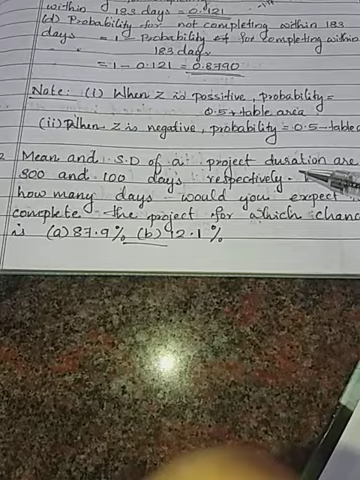 within 183 days = 0.121
(d) Probability for not completing within 183
days = 1 - Probability for completing within
183 days
= 1 - 0.121 = 0.8790
Note: (i) When Z is possitive, probability =
0.5 + table area
(ii) When Z is negative, probability = 0.5 - table
Mean and S.D of a project duration are
800 and 100 days respectively.
how many days would you expect
complete the project for which chanc
is (a) 87.9% (b) 92.1%